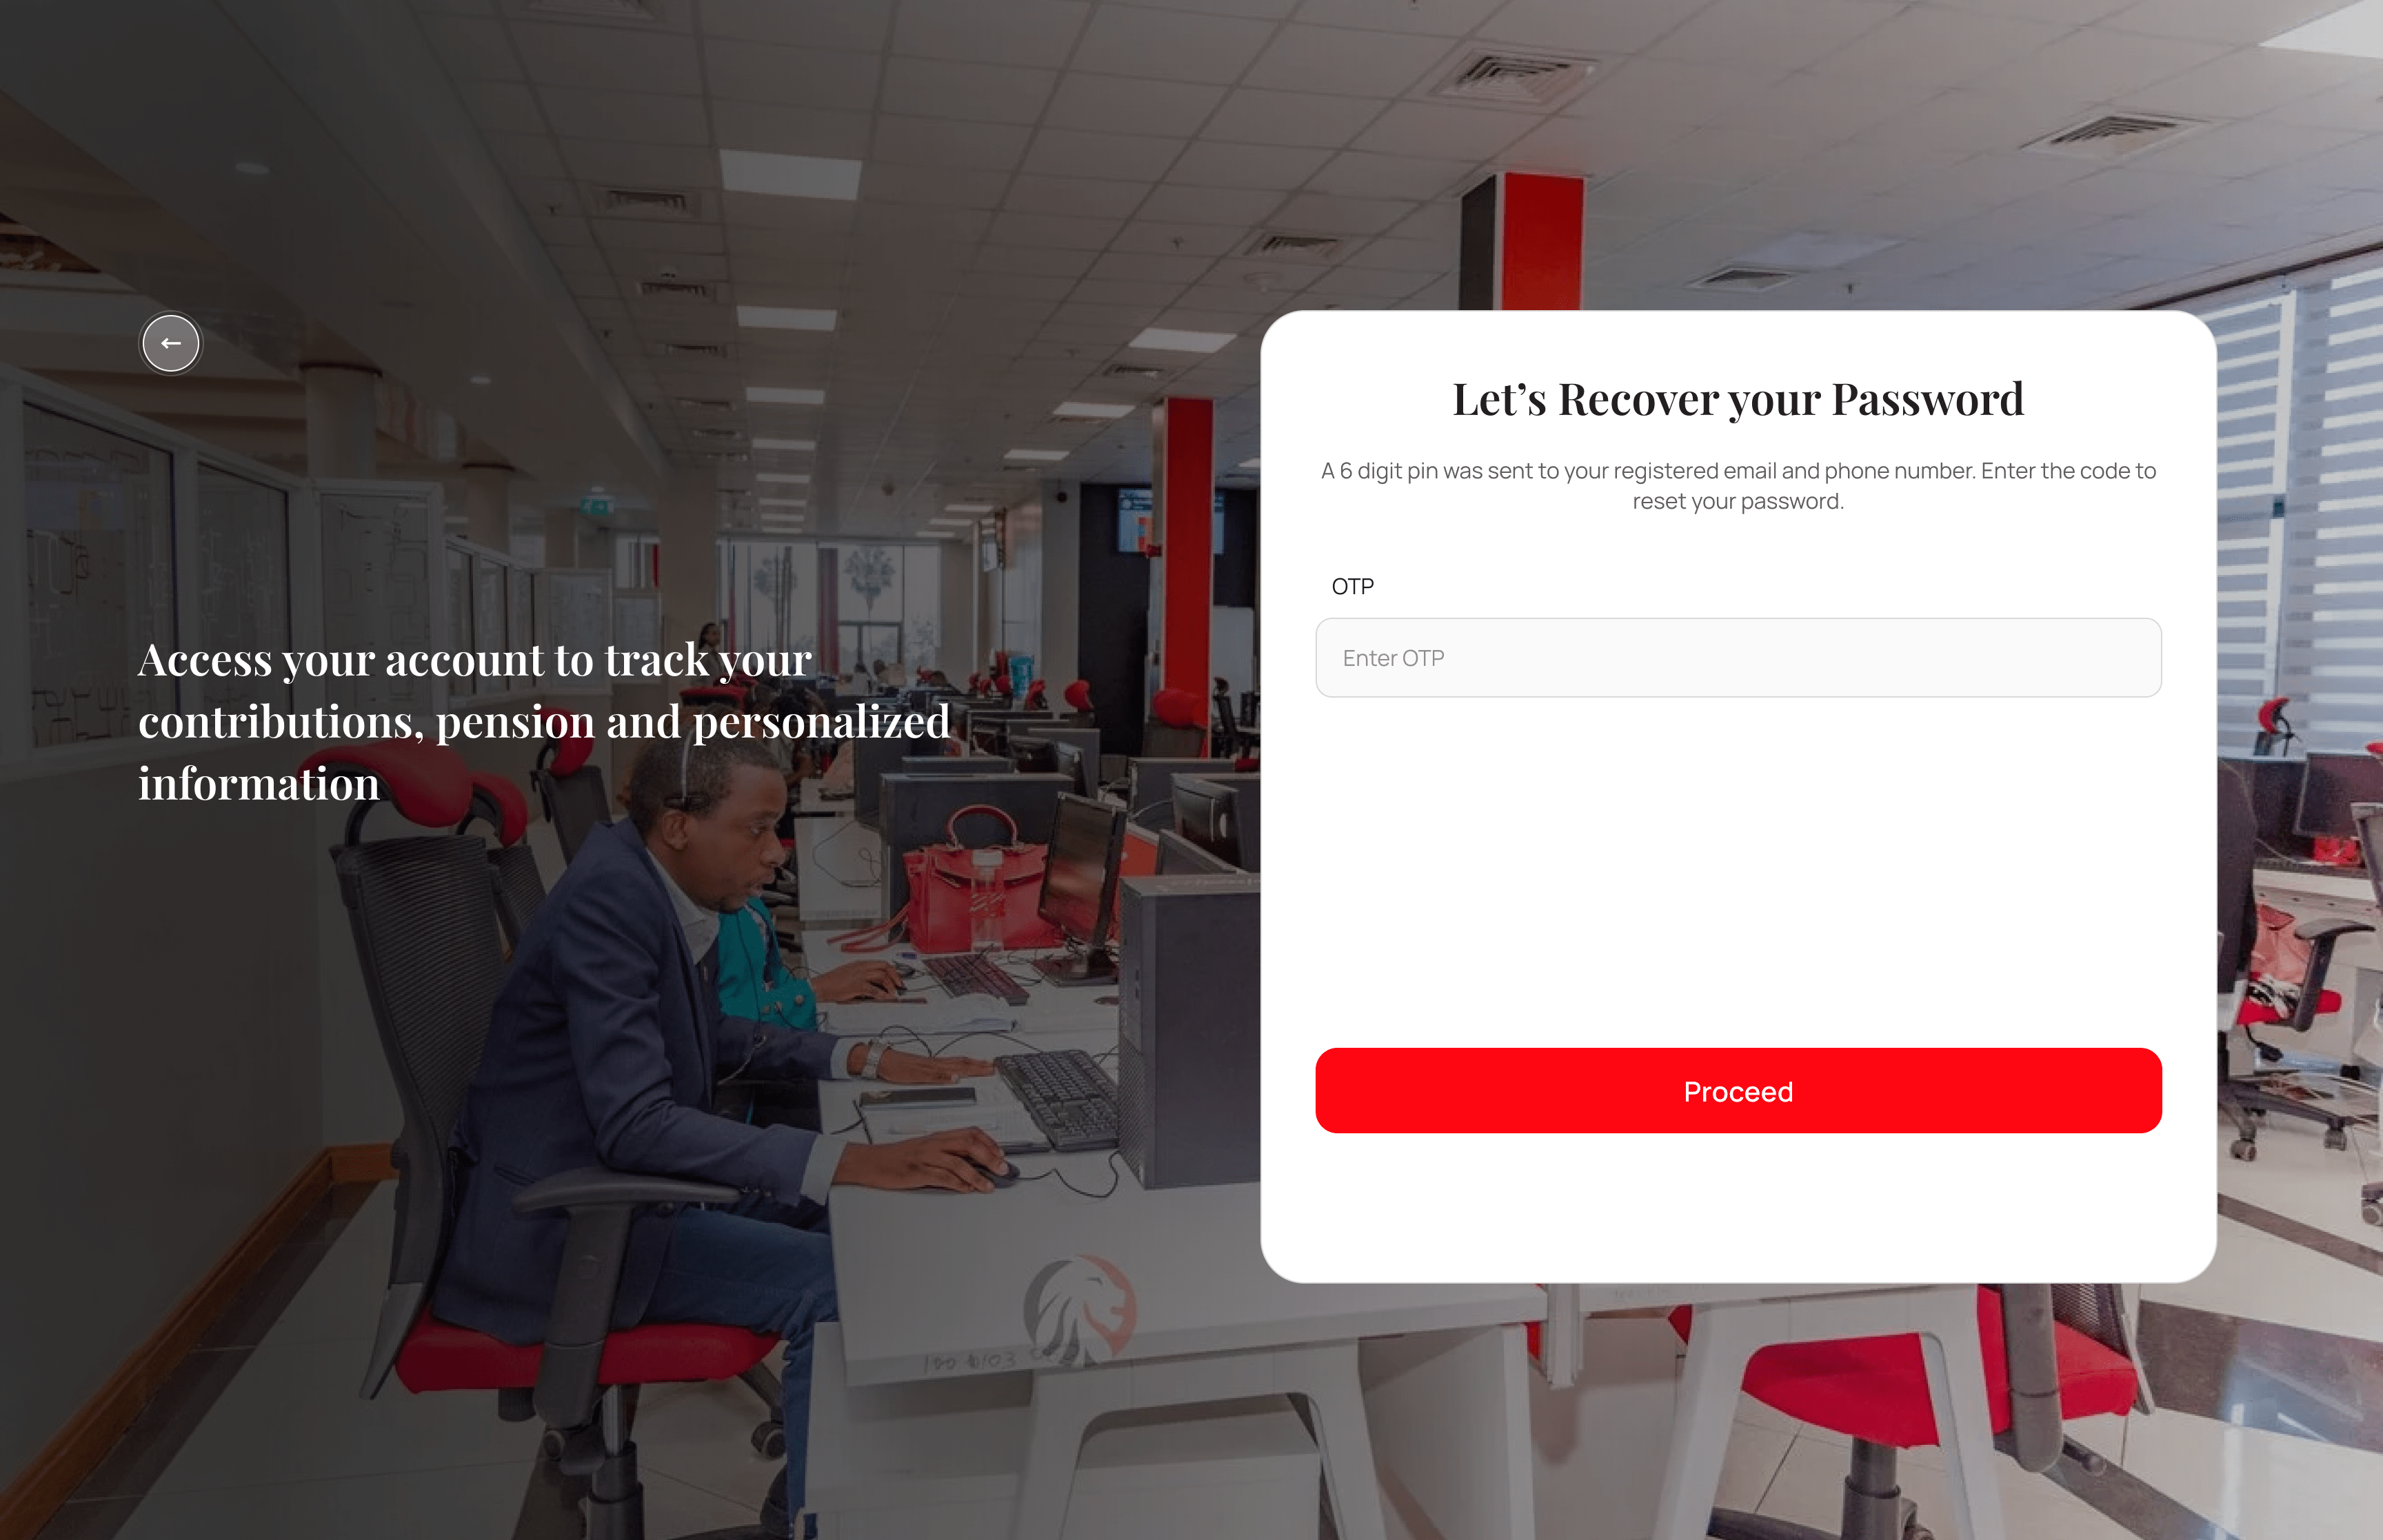 Access your account to track your
contributions, pension and personalized
information
Let’s Recover your Password
A 6 digit pin was sent to your registered email and phone number. Enter the code to
reset your password.
OTP
Enter OTP
Proceed